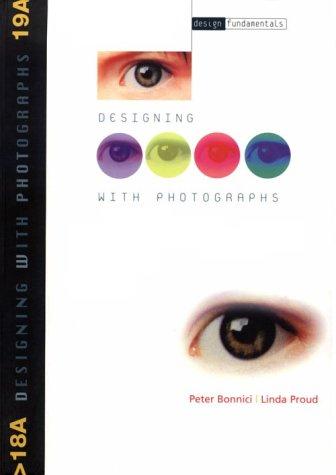 design fundamentals
DESIGNING
WITH PHOTOGRAPHS
Peter Bonnici | Linda Proud
>18A DESIGNING WITH PHOTOGRAPHS 19A